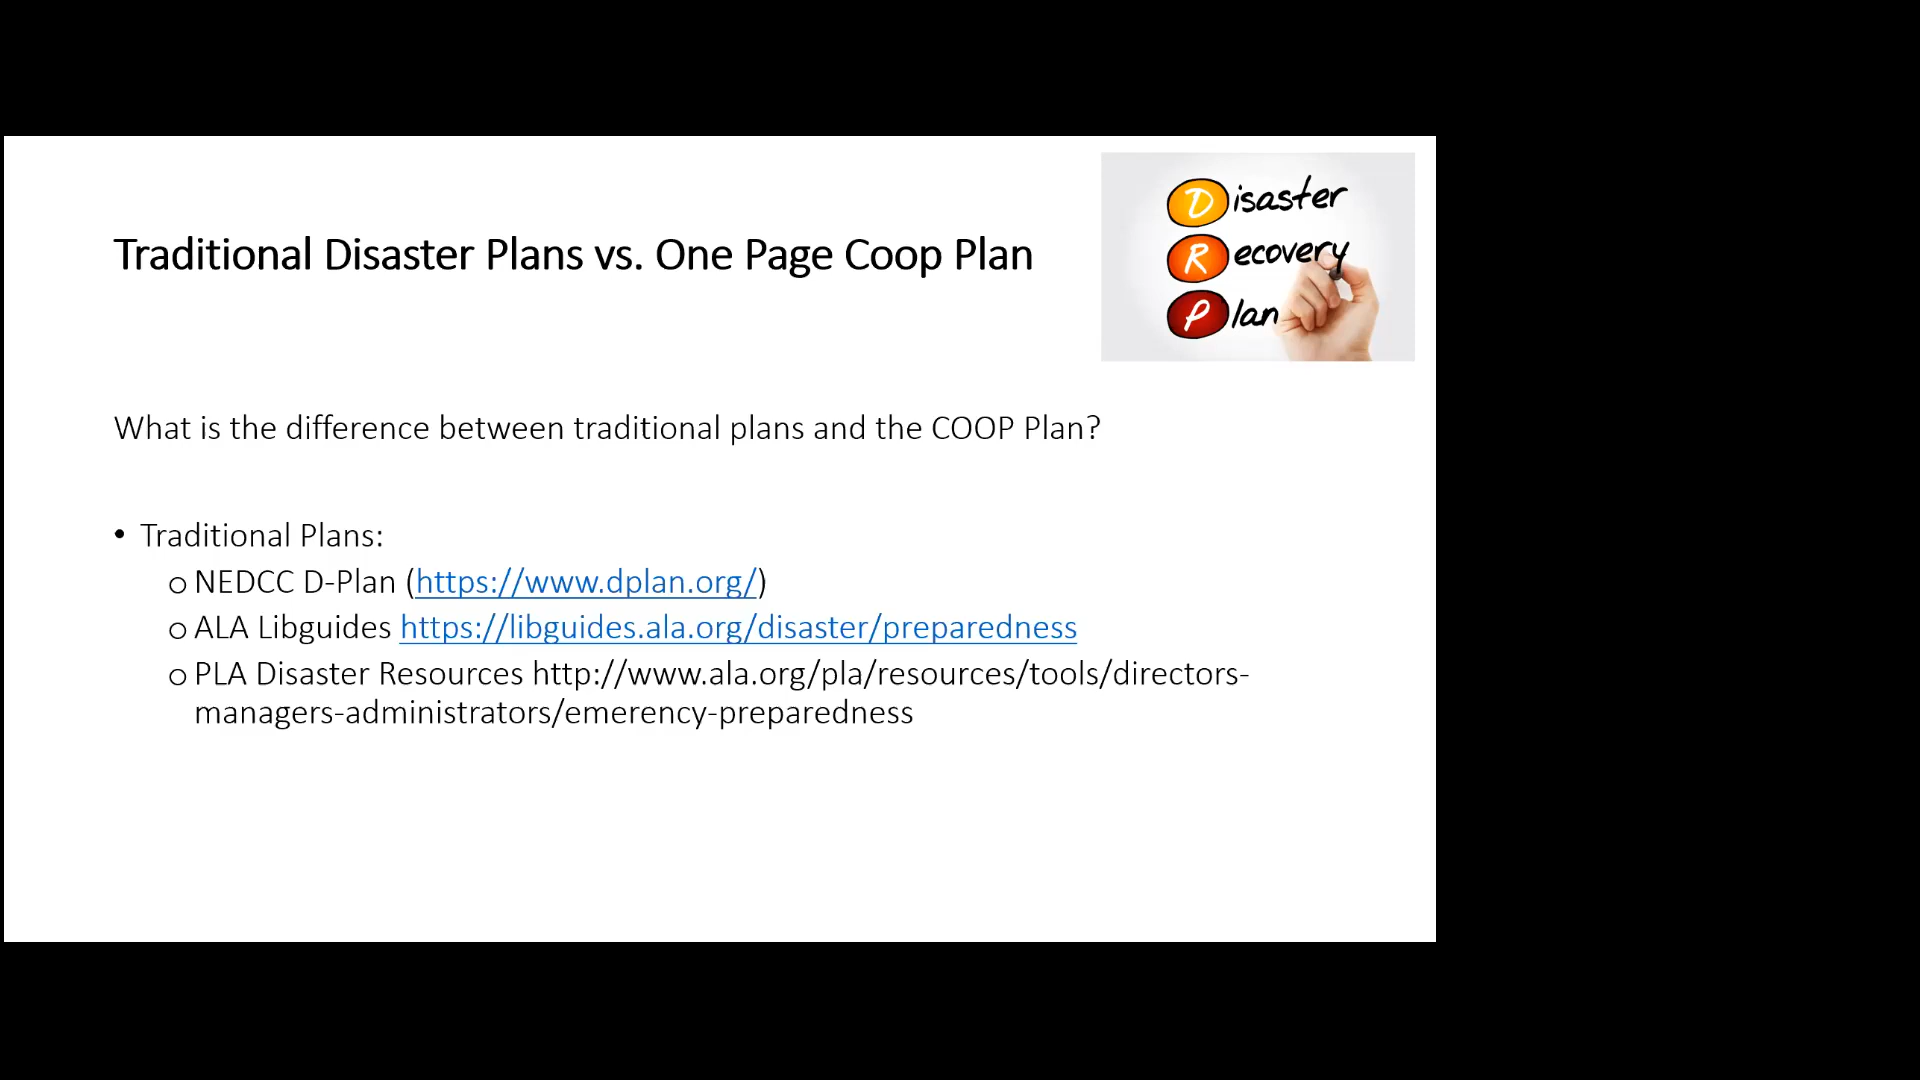 Disaster
Recovery
Plan
Traditional Disaster Plans vs. One Page Coop Plan
What is the difference between traditional plans and the COOP Plan?
• Traditional Plans:
o NEDCC D-Plan (https://www.dplan.org/)
o ALA Libguides https://libguides.ala.org/disaster/preparedness
o PLA Disaster Resources http://www.ala.org/pla/resources/tools/directors-
managers-administrators/emerency-preparedness